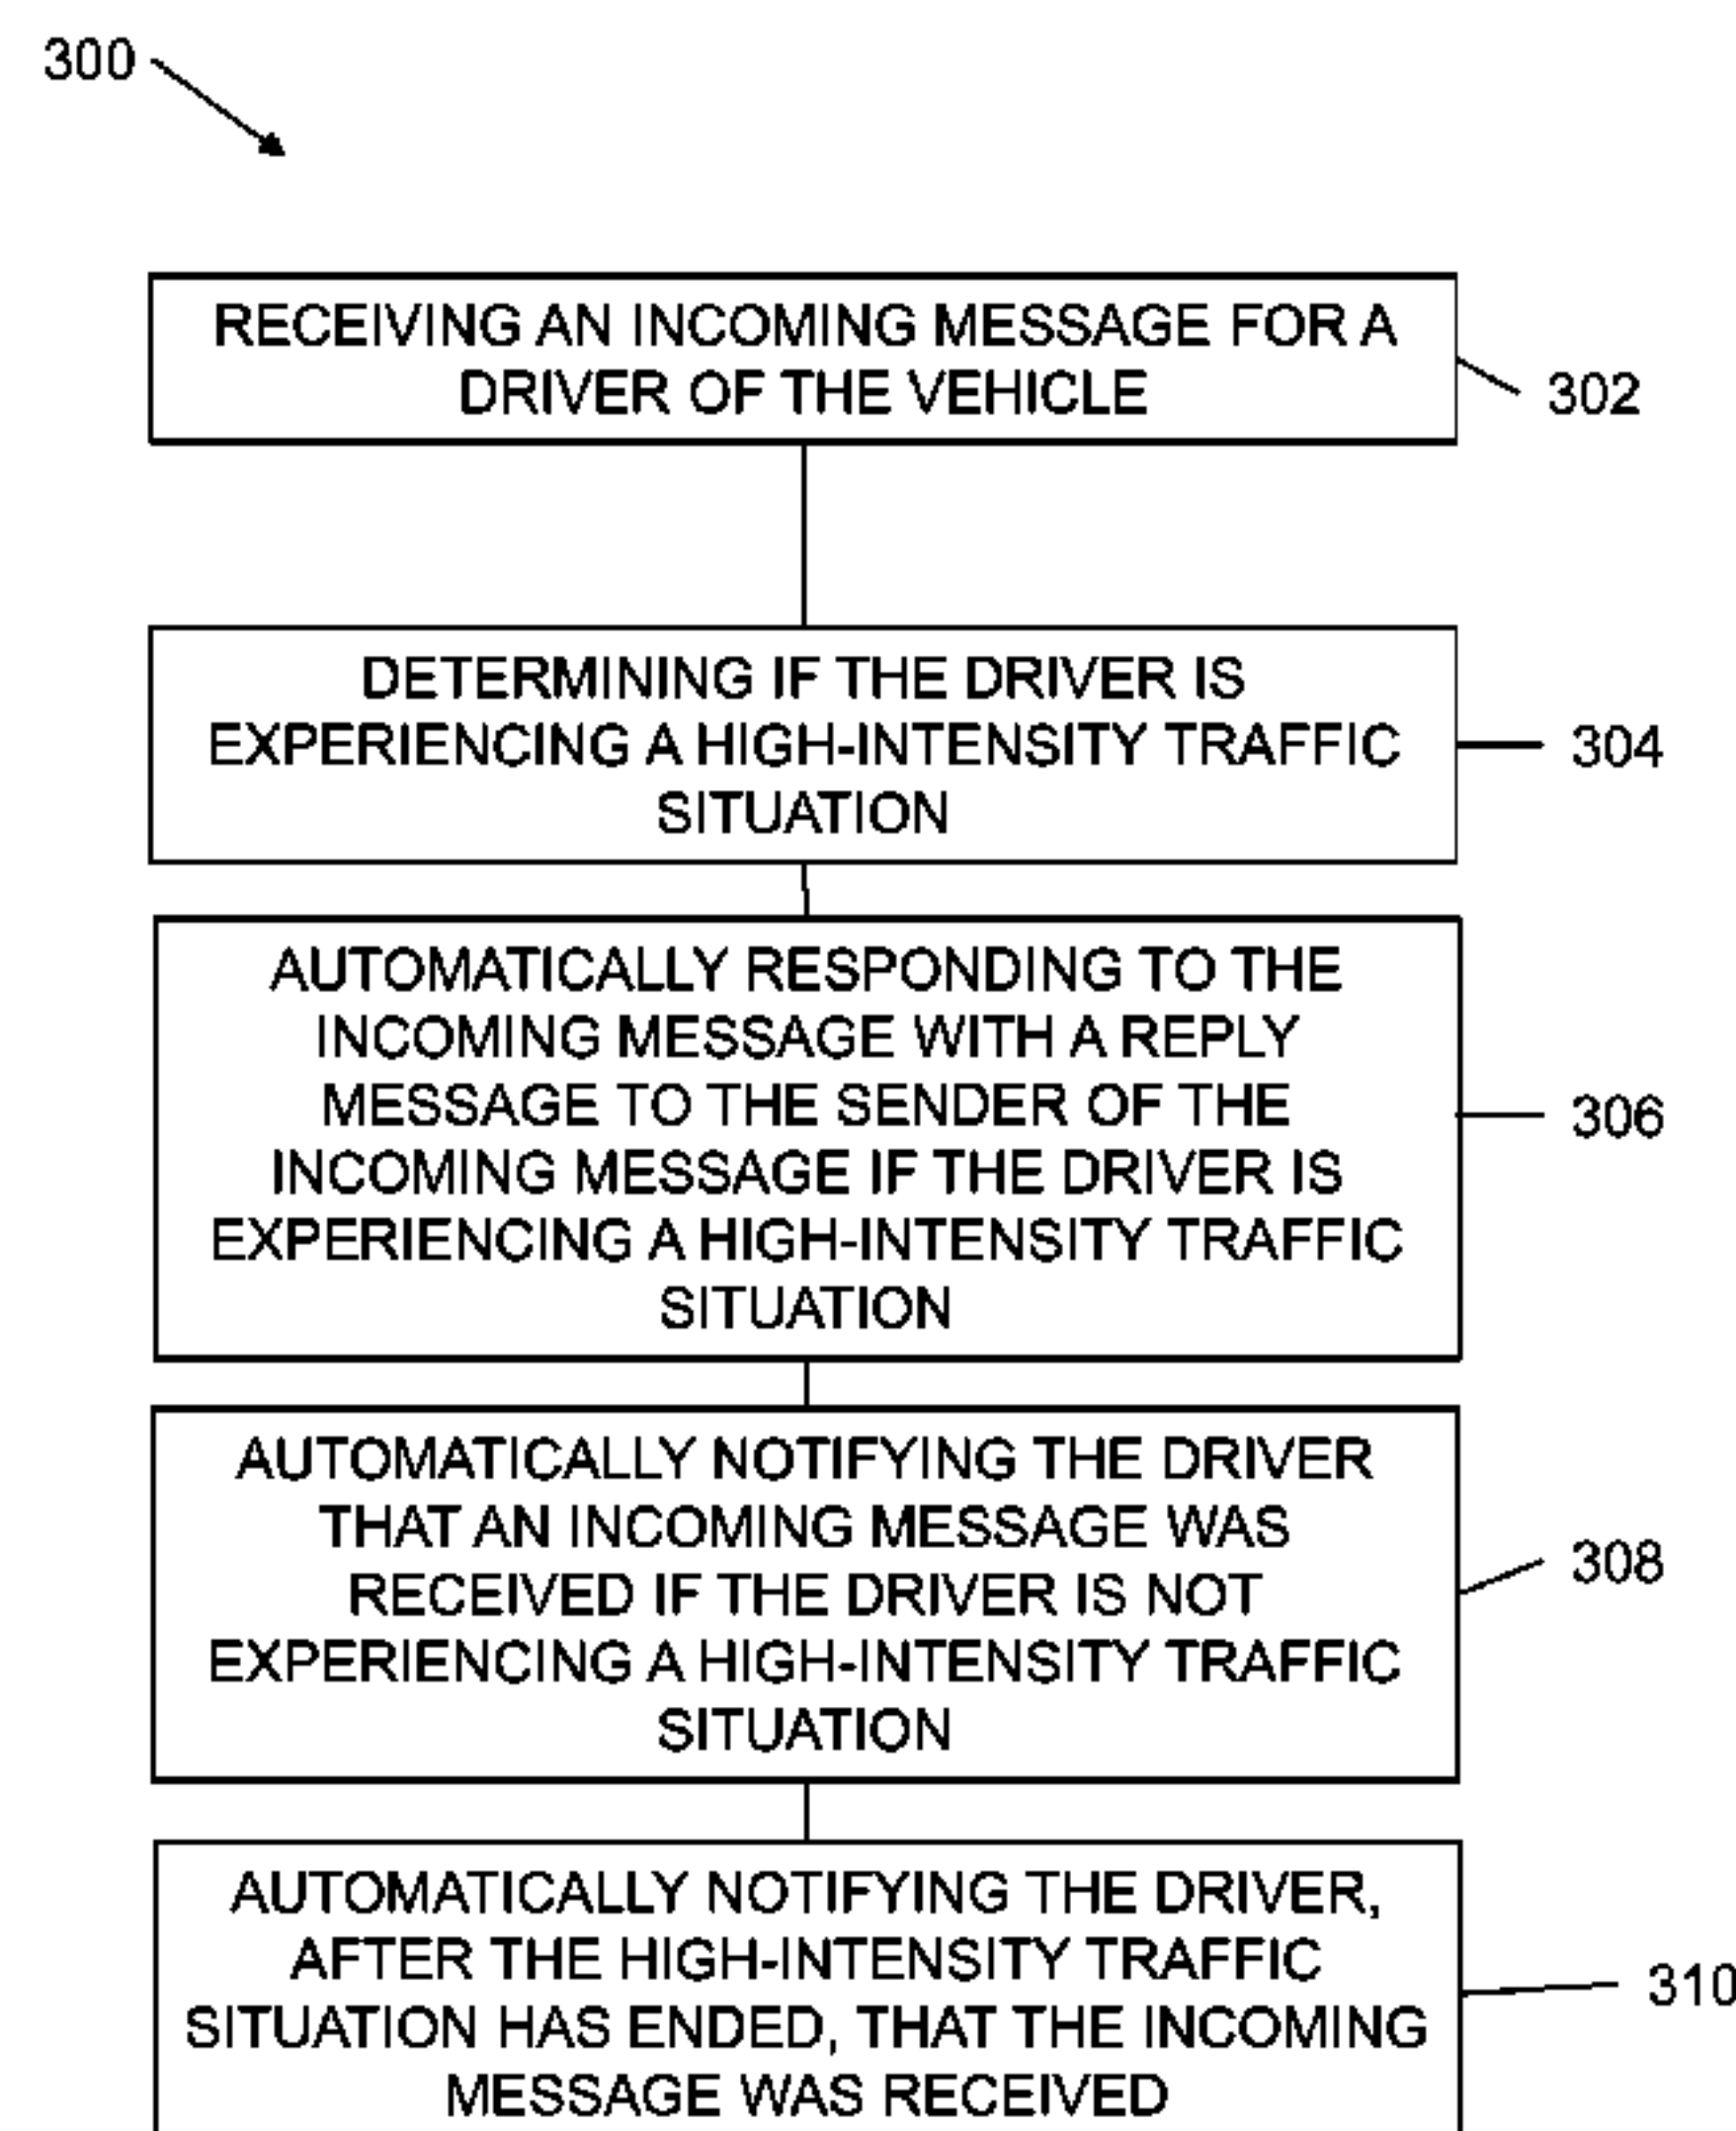 300
RECEIVING AN INCOMING MESSAGE FOR A
DRIVER OF THE VEHICLE
302
DETERMINING IF THE DRIVER IS
EXPERIENCING A HIGH-INTENSITY TRAFFIC
SITUATION
304
AUTOMATICALLY RESPONDING TO THE
INCOMING MESSAGE WITH A REPLY
MESSAGE TO THE SENDER OF THE
INCOMING MESSAGE IF THE DRIVER IS
EXPERIENCING A HIGH-INTENSITY TRAFFIC
SITUATION
306
AUTOMATICALLY NOTIFYING THE DRIVER
THAT AN INCOMING MESSAGE WAS
RECEIVED IF THE DRIVER IS NOT
EXPERIENCING A HIGH-INTENSITY TRAFFIC
SITUATION
308
AUTOMATICALLY NOTIFYING THE DRIVER,
AFTER THE HIGH-INTENSITY TRAFFIC
SITUATION HAS ENDED, THAT THE INCOMING
MESSAGE WAS RECEIVED
310